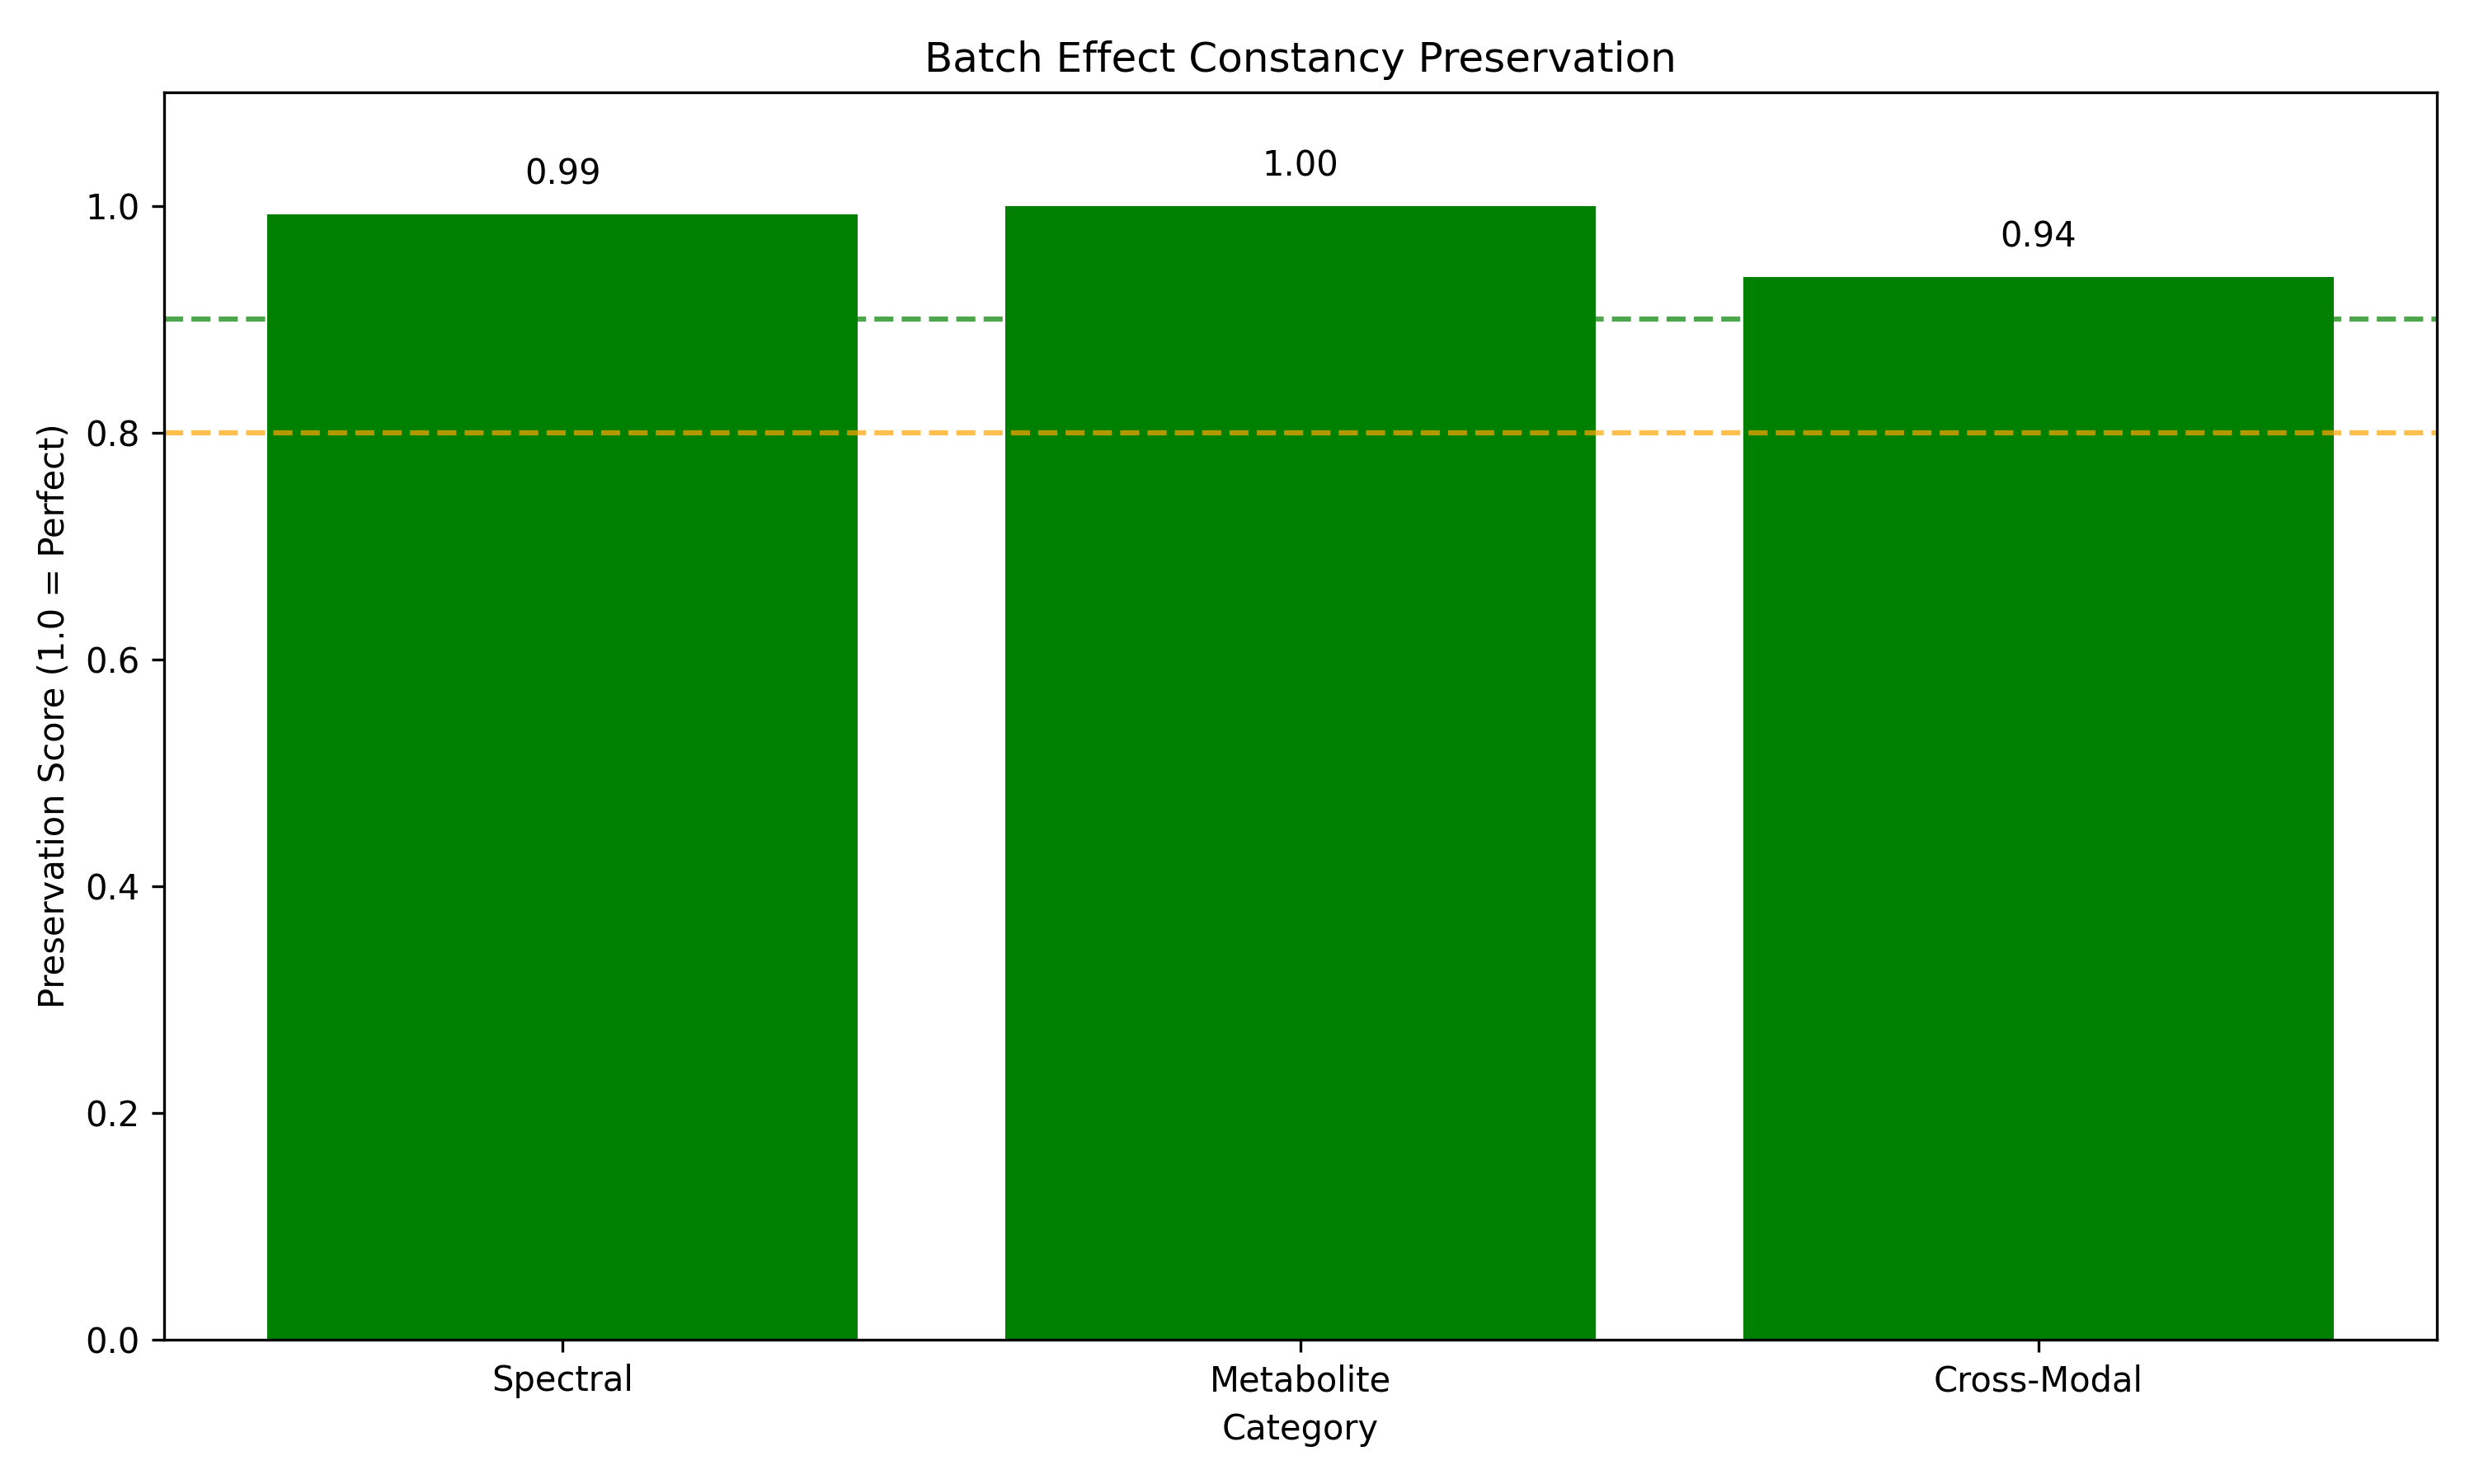 Batch Effect Constancy Preservation
0.99
1.00
0.94
1.0
0.8
0.6
0.4
0.2
0.0
Preservation Score (1.0 = Perfect)
Spectral
Metabolite
Cross-Modal
Category